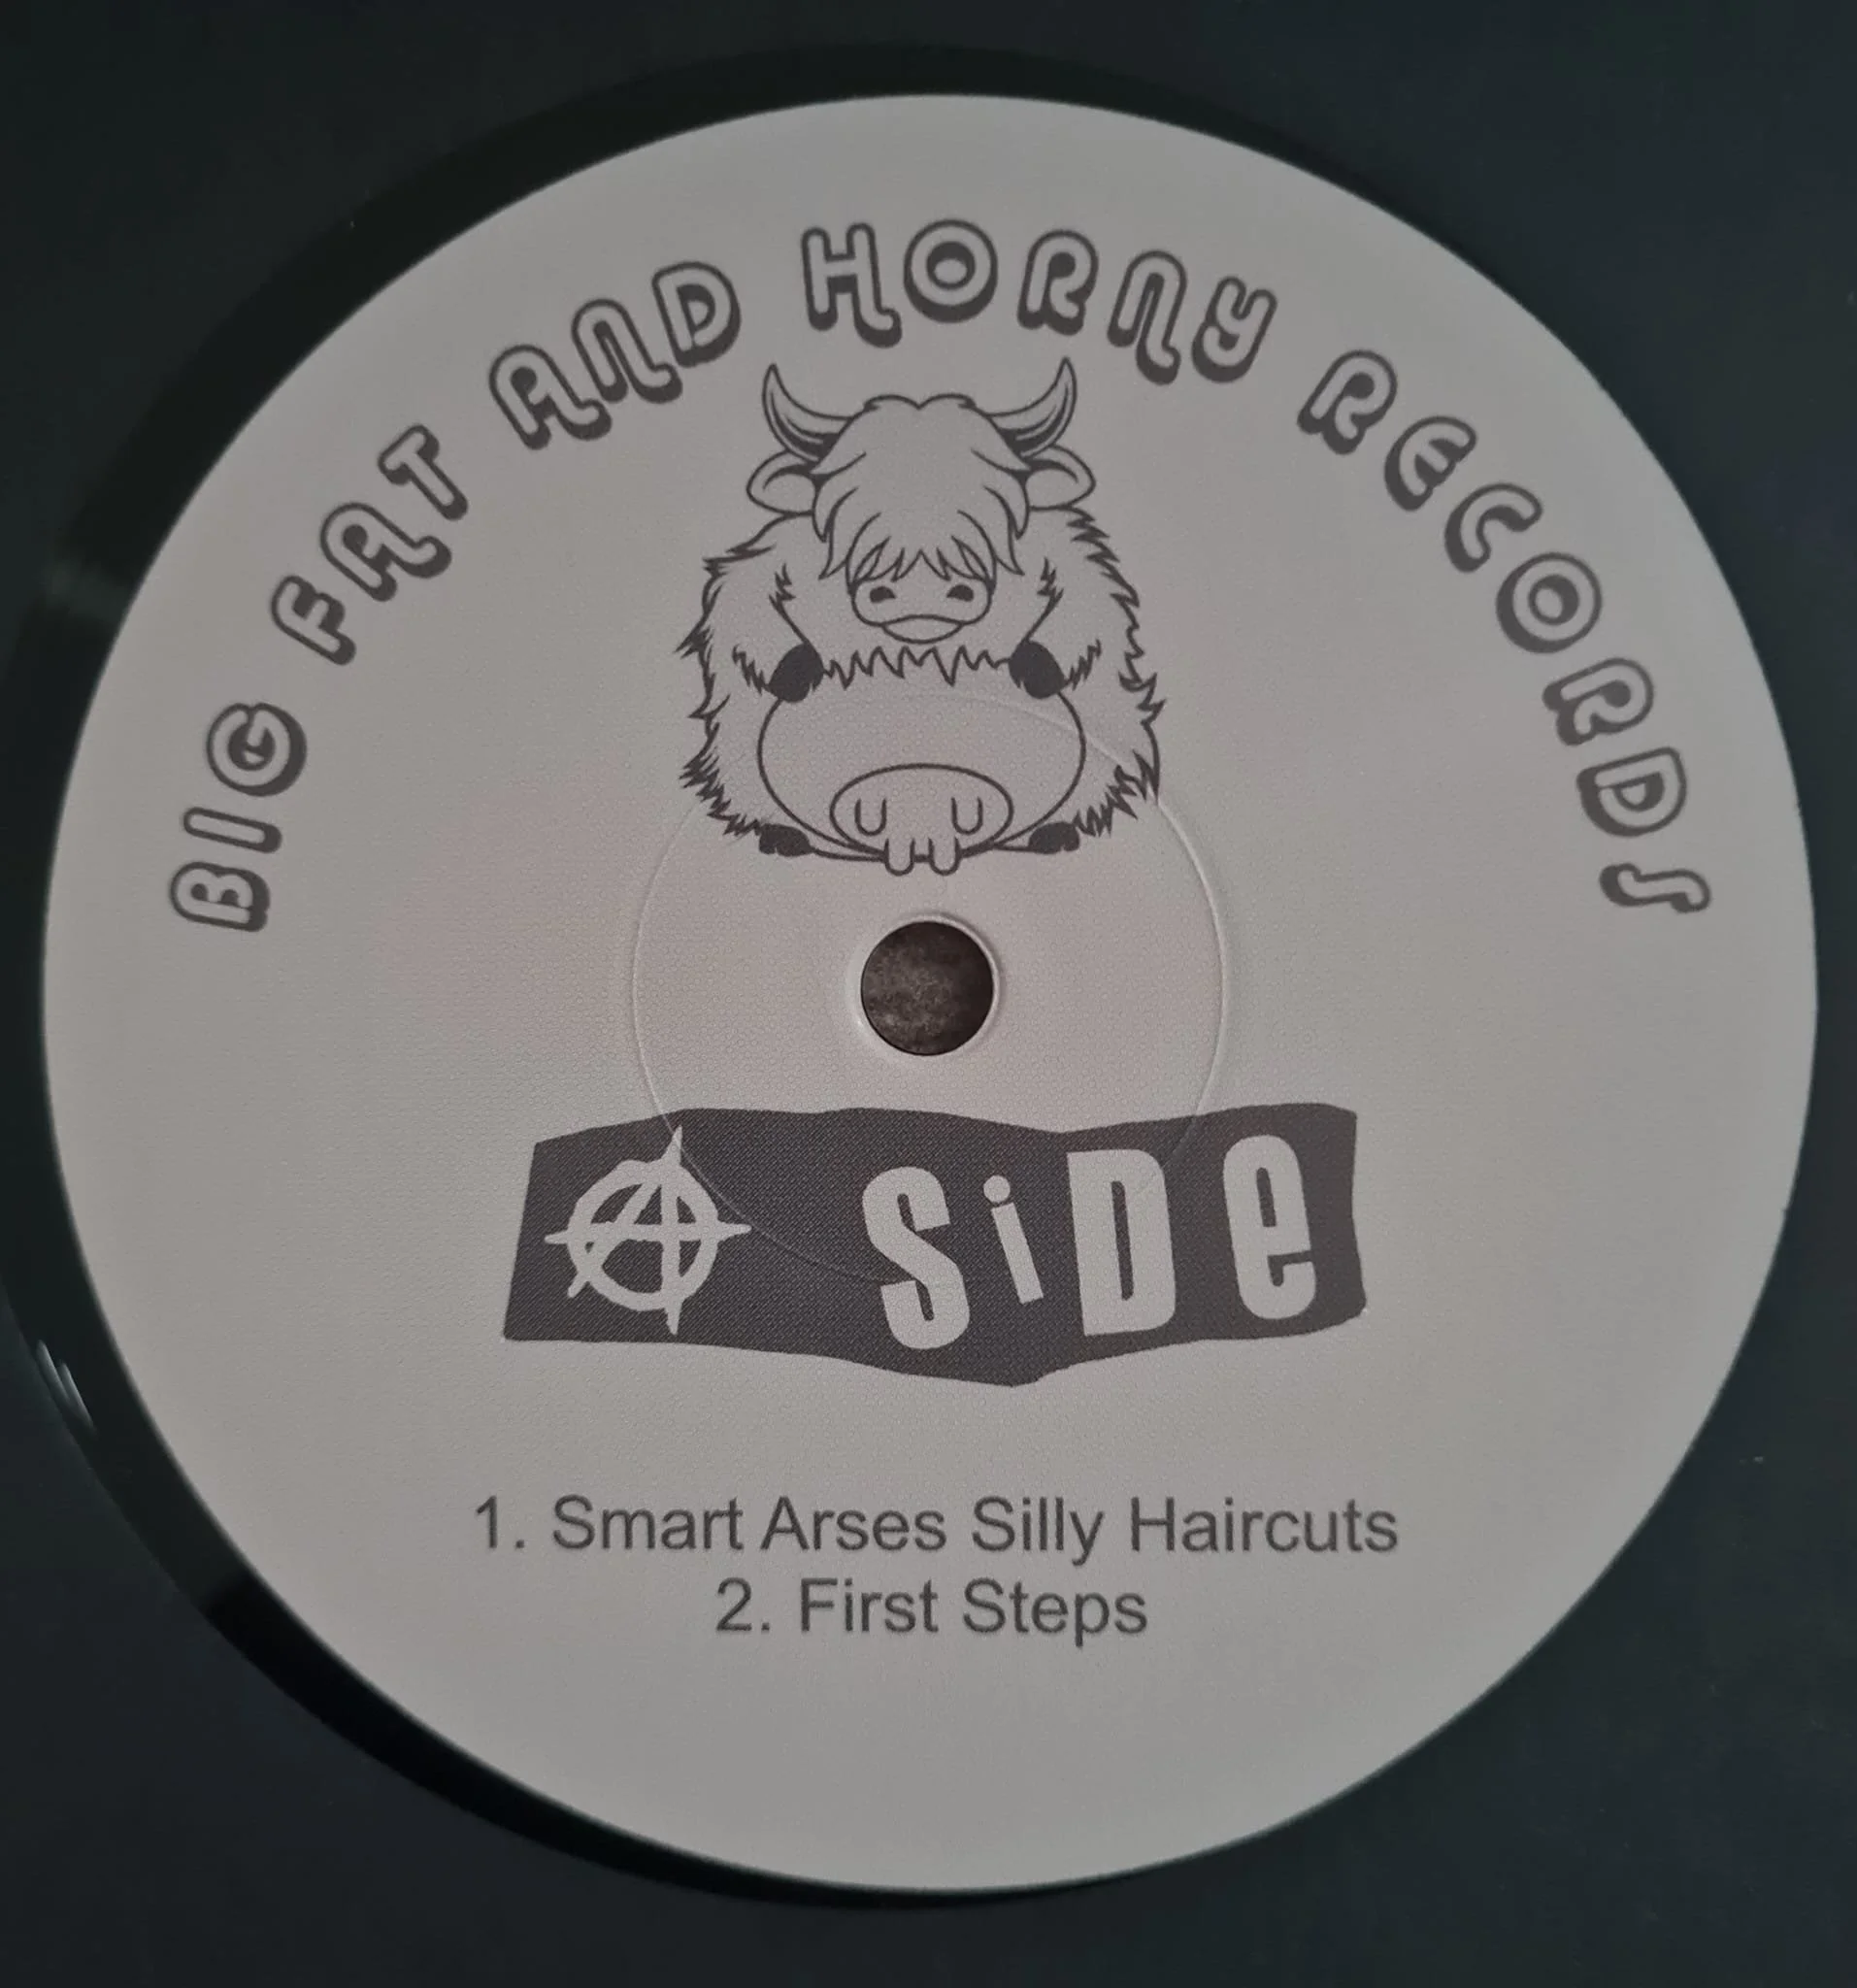 BIG FAT AND HORNY RECORDS
A SiDe
1. Smart Arses Silly Haircuts
2. First Steps